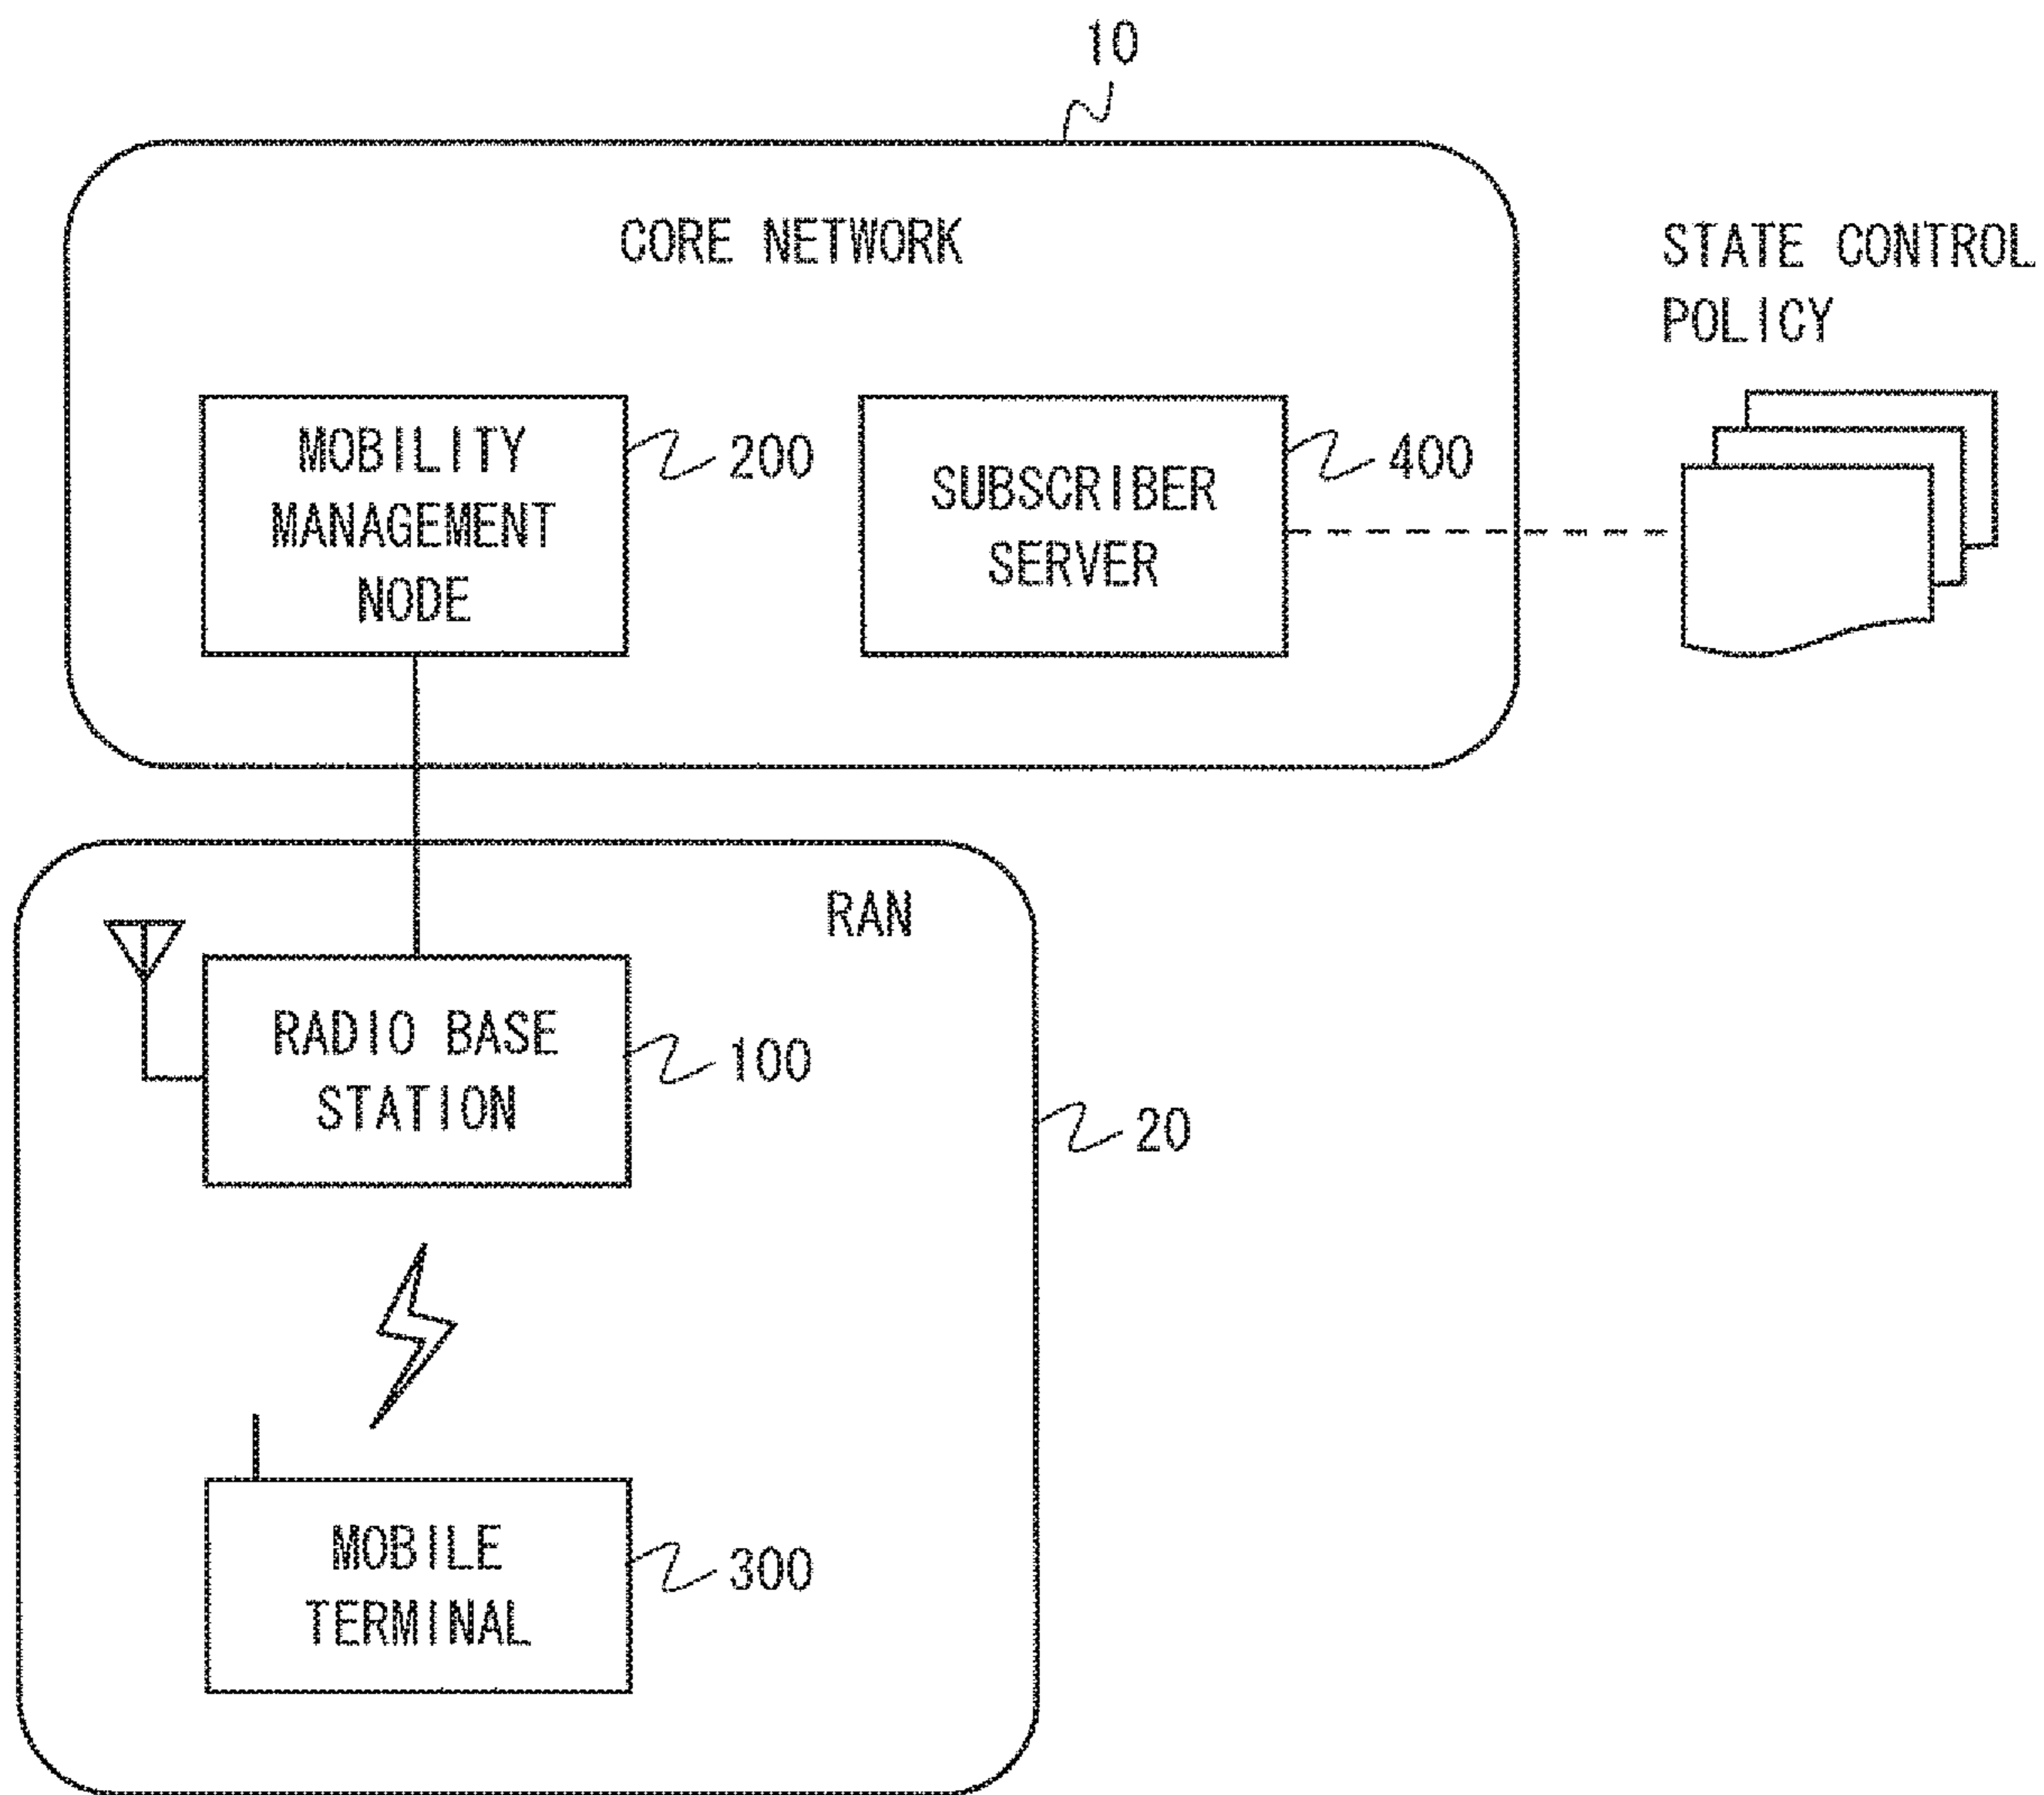 10
CORE NETWORK
STATE CONTROL
POLICY
MOBILITY
MANAGEMENT
NODE
200
SUBSCRIBER
SERVER
400
RAN
RADIO BASE
STATION
100
20
MOBILE
TERMINAL
300